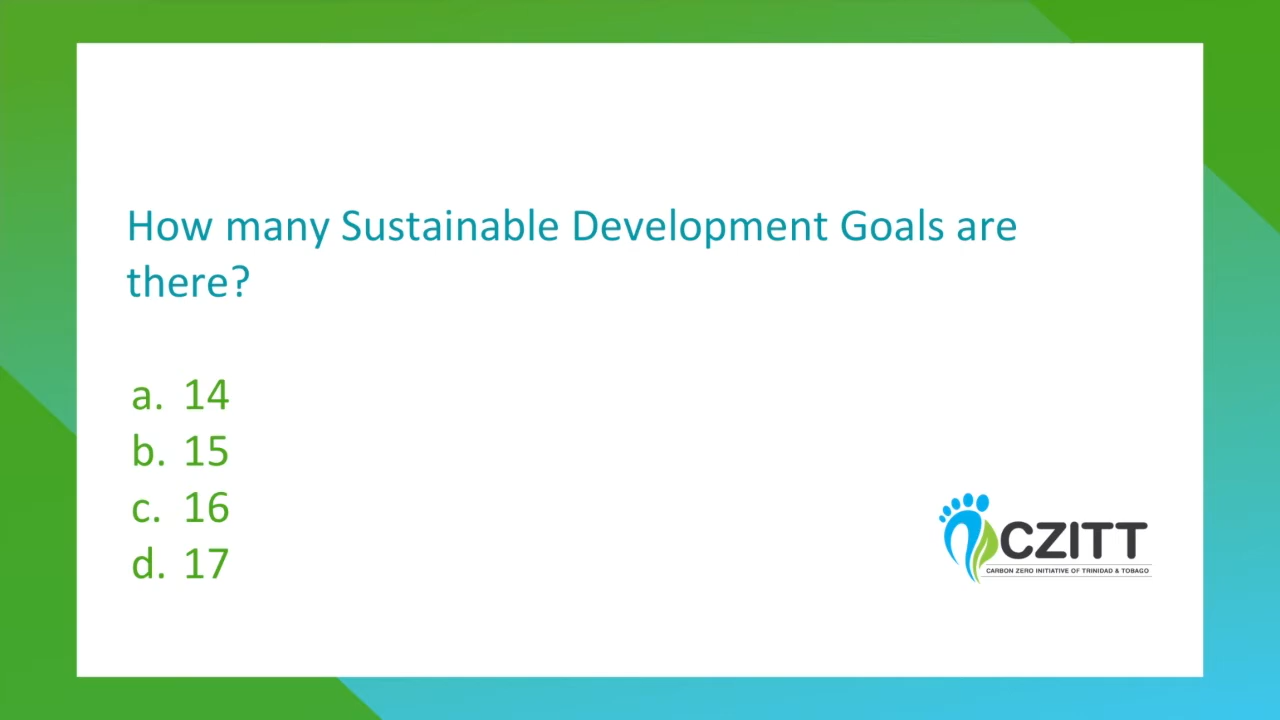 How many Sustainable Development Goals are
there?
a. 14
b. 15
c. 16
d. 17
CZITT
CARBON ZERO INITIATIVE OF TRINIDAD & TOBAGO